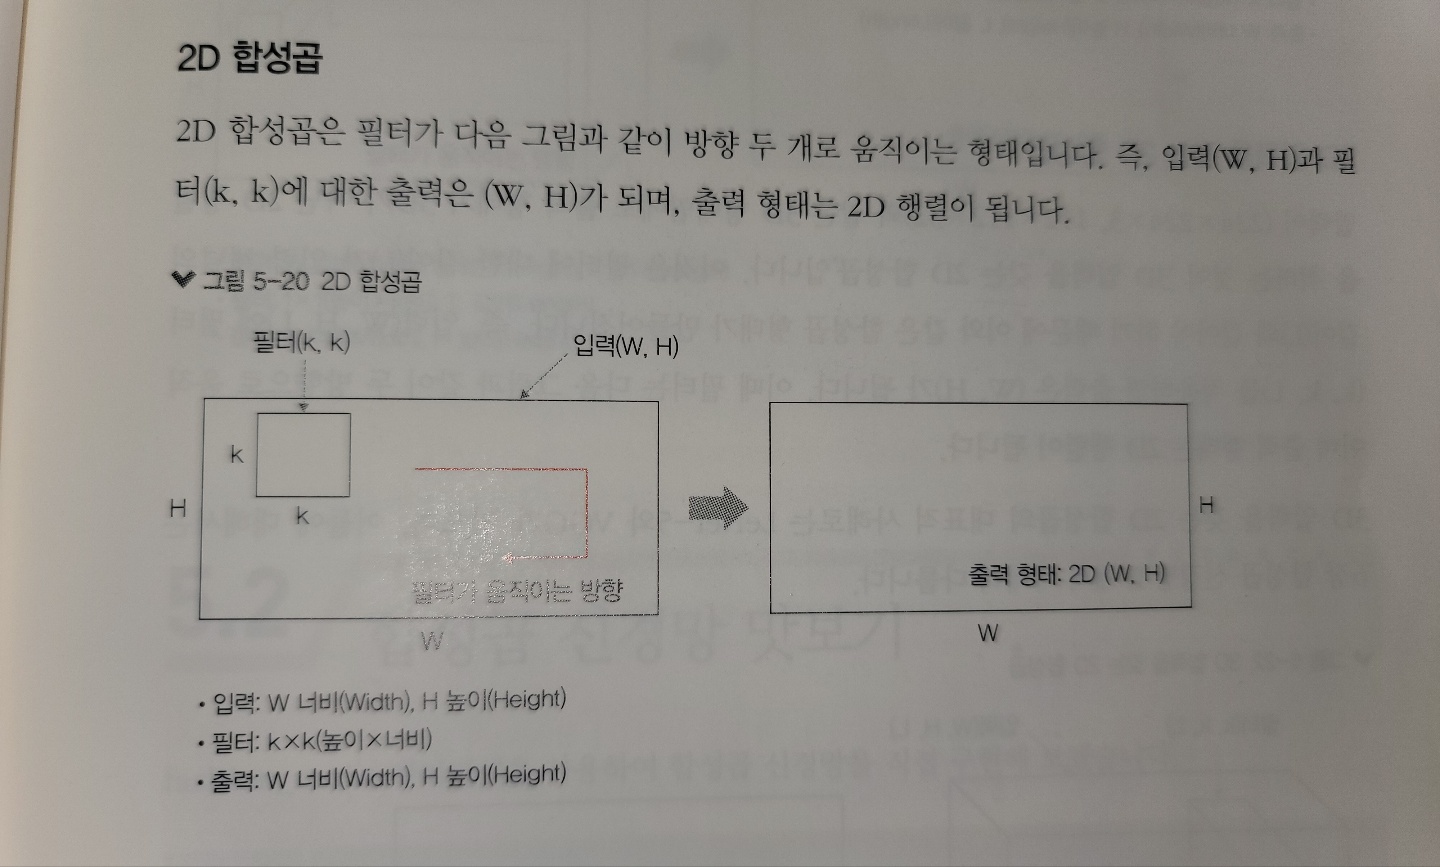 2D 합성곱
2D 합성곱은 필터가 다음 그림과 같이 방향 두 개로 움직이는 형태입니다. 즉, 입력(W, H)과 필
터(k, k)에 대한 출력은 (W, H)가 되며, 출력 형태는 2D 행렬이 됩니다.
그림 5-20 2D 합성곱
필터(k, k)
입력(W, H)
k
k
H
필터가 움직이는 방향
W
H
출력 형태: 2D (W, H)
W
• 입력: W 너비(Width), H 높이(Height)
• 필터: k×k(높이×너비)
• 출력: W 너비(Width), H 높이(Height)